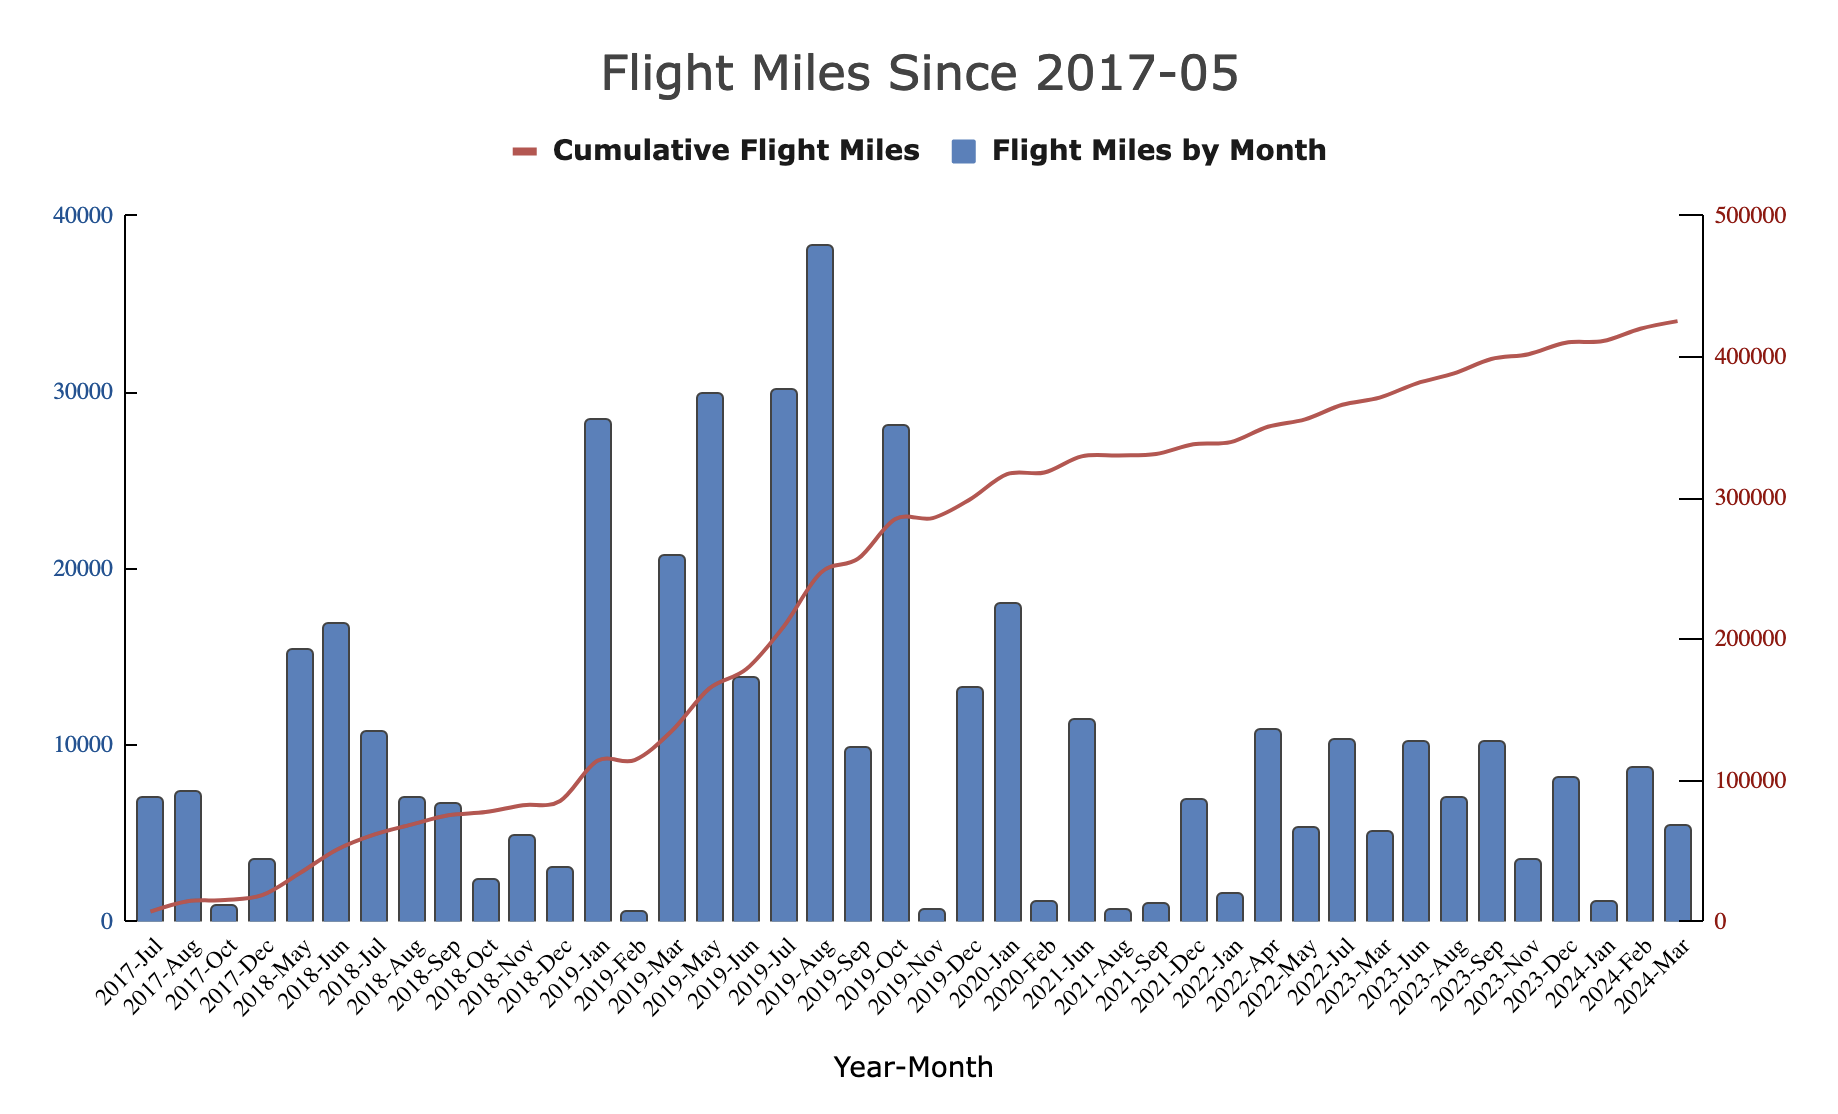 Flight Miles Since 2017-05
Cumulative Flight Miles Flight Miles by Month
40000
30000
20000
10000
0
500000
400000
300000
200000
100000
0
2017-Jul
2017-Aug
2017-Oct
2017-Dec
2018-May
2018-Jun
2018-Jul
2018-Aug
2018-Sep
2018-Oct
2018-Nov
2018-Dec
2019-Jan
2019-Feb
2019-Mar
2019-May
2019-Jun
2019-Jul
2019-Aug
2019-Sep
2019-Oct
2019-Nov
2019-Dec
2020-Jan
2020-Feb
2021-Jun
2021-Aug
2021-Sep
2021-Dec
2022-Jan
2022-Apr
2022-May
2022-Jul
2023-Mar
2023-Jun
2023-Aug
2023-Sep
2023-Nov
2023-Dec
2024-Jan
2024-Feb
2024-Mar
Year-Month